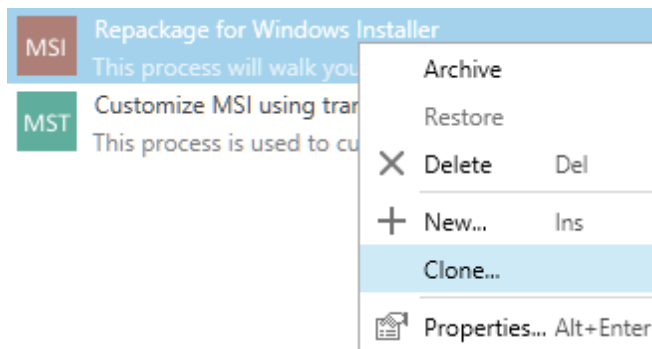 MSI
Repackage for Windows Installer
This process will walk you
MST
Customize MSI using tran
This process is used to cu
Archive
Restore
Delete Del
New... Ins
Clone...
Properties... Alt+Enter